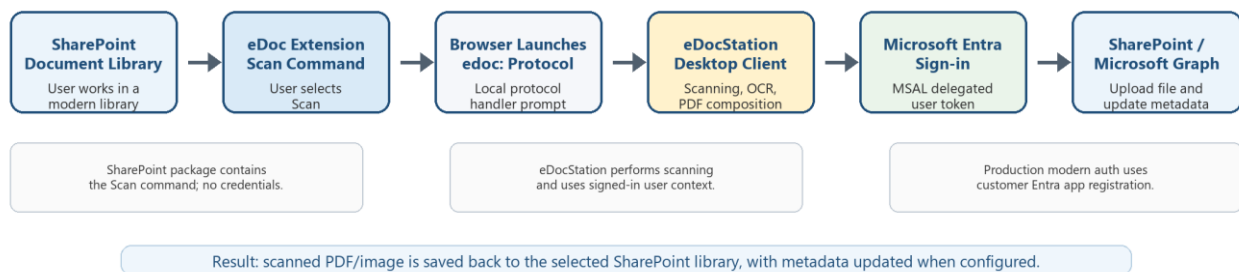 SharePoint
Document Library
User works in a
modern library
eDoc Extension
Scan Command
User selects
Scan
Browser Launches
edoc: Protocol
Local protocol
handler prompt
eDocStation
Desktop Client
Scanning, OCR,
PDF composition
Microsoft Entra
Sign-in
MSAL delegated
user token
SharePoint /
Microsoft Graph
Upload file and
update metadata
SharePoint package contains
the Scan command; no credentials.
eDocStation performs scanning
and uses signed-in user context.
Production modern auth uses
customer Entra app registration.
Result: scanned PDF/image is saved back to the selected SharePoint library, with metadata updated when configured.